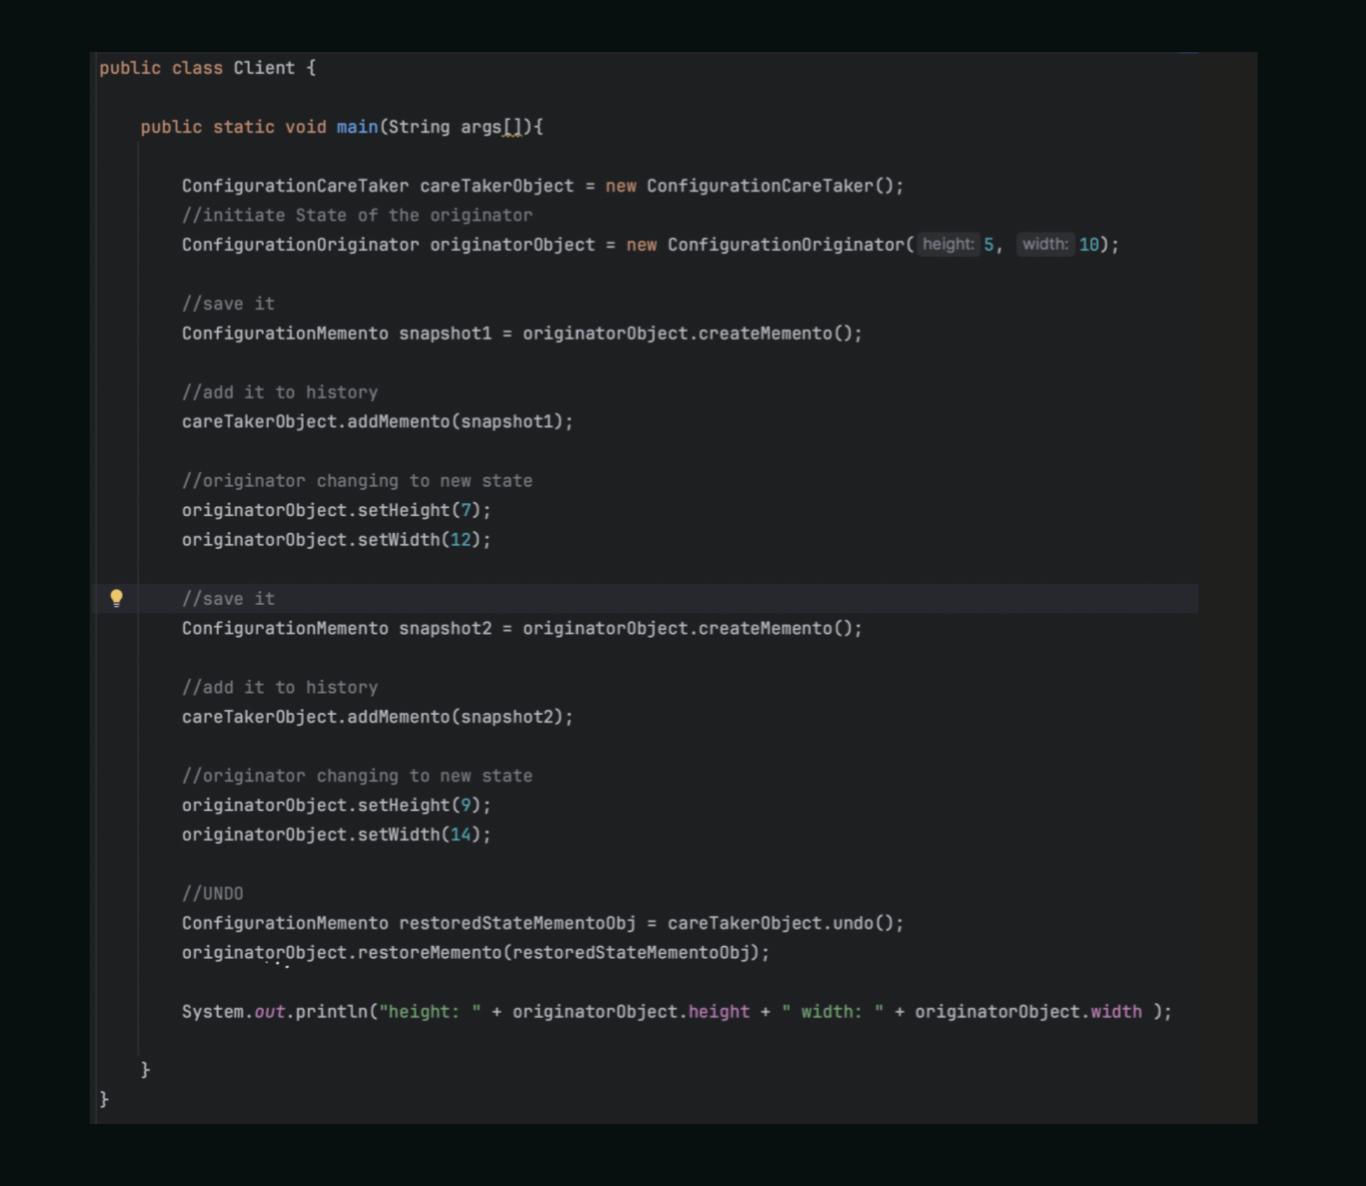 public class Client {
public static void main(String args[]){
ConfigurationCareTaker careTakerObject = new ConfigurationCareTaker();
//initiate State of the originator
ConfigurationOriginator originatorObject = new ConfigurationOriginator( height: 5, width: 10);
//save it
ConfigurationMemento snapshot1 = originatorObject.createMemento();
//add it to history
careTakerObject.addMemento(snapshot1);
//originator changing to new state
originatorObject.setHeight(7);
originatorObject.setWidth(12);
//save it
ConfigurationMemento snapshot2 = originatorObject.createMemento();
//add it to history
careTakerObject.addMemento(snapshot2);
//originator changing to new state
originatorObject.setHeight(9);
originatorObject.setWidth(14);
//UNDO
ConfigurationMemento restoredStateMementoObj = careTakerObject.undo();
originatorObject.restoreMemento(restoredStateMementoObj);
System.out.println("height: " + originatorObject.height + " width: " + originatorObject.width );
}
}